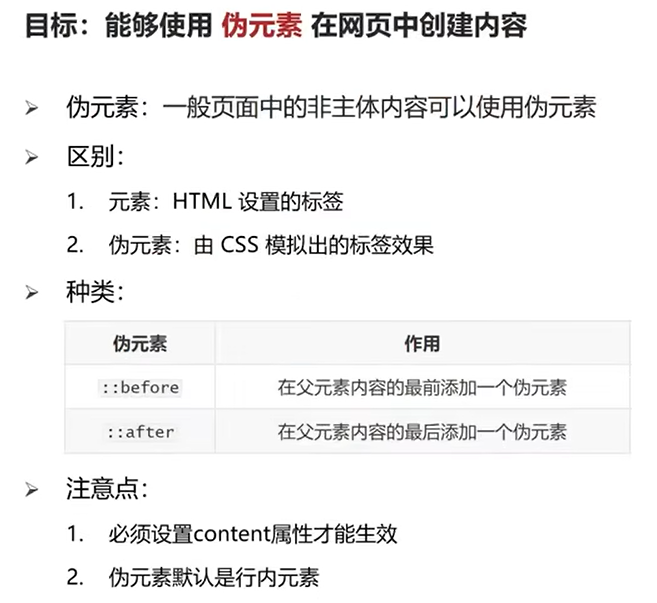 目标：能够使用 伪元素 在网页中创建内容
伪元素：一般页面中的非主体内容可以使用伪元素
区别：
1. 元素：HTML 设置的标签
2. 伪元素：由 CSS 模拟出的标签效果
种类：
伪元素 作用
::before 在父元素内容的最前添加一个伪元素
::after 在父元素内容的最后添加一个伪元素
注意点：
1. 必须设置content属性才能生效
2. 伪元素默认是行内元素